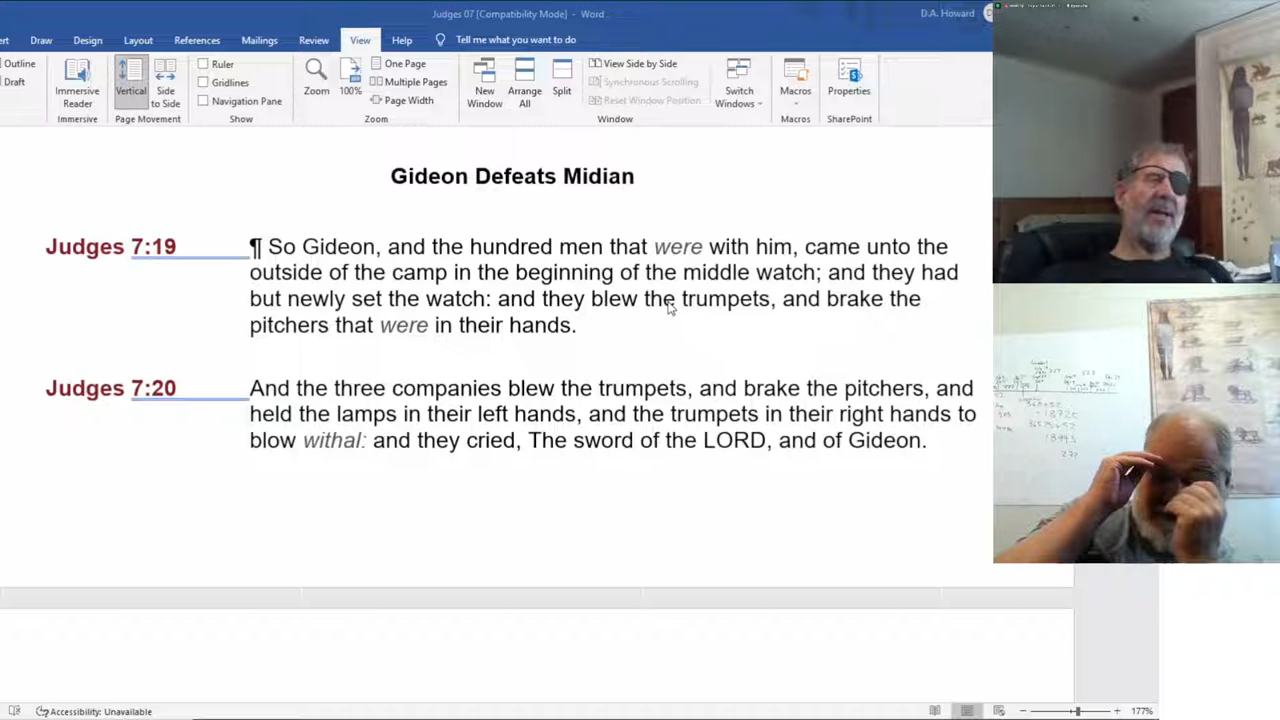 Judges 07 [Compatibility Mode] - Word
D.A. Howard
Draw Design Layout References Mailings Review View Help Tell me what you want to do
Outline
Draft
Immersive Reader
Immersive
Vertical
Side to Side
Page Movement
Ruler
Gridlines
Navigation Pane
Show
Zoom
100%
One Page
Multiple Pages
Page Width
Zoom
New Window
Arrange All
Split
View Side by Side
Synchronous Scrolling
Reset Window Position
Switch Windows
Window
Macros
Macros
Properties
SharePoint
Gideon Defeats Midian
Judges 7:19 ¶ So Gideon, and the hundred men that were with him, came unto the
outside of the camp in the beginning of the middle watch; and they had
but newly set the watch: and they blew the trumpets, and brake the
pitchers that were in their hands.
Judges 7:20 And the three companies blew the trumpets, and brake the pitchers, and
held the lamps in their left hands, and the trumpets in their right hands to
blow withal: and they cried, The sword of the LORD, and of Gideon.
Accessibility: Unavailable
177%